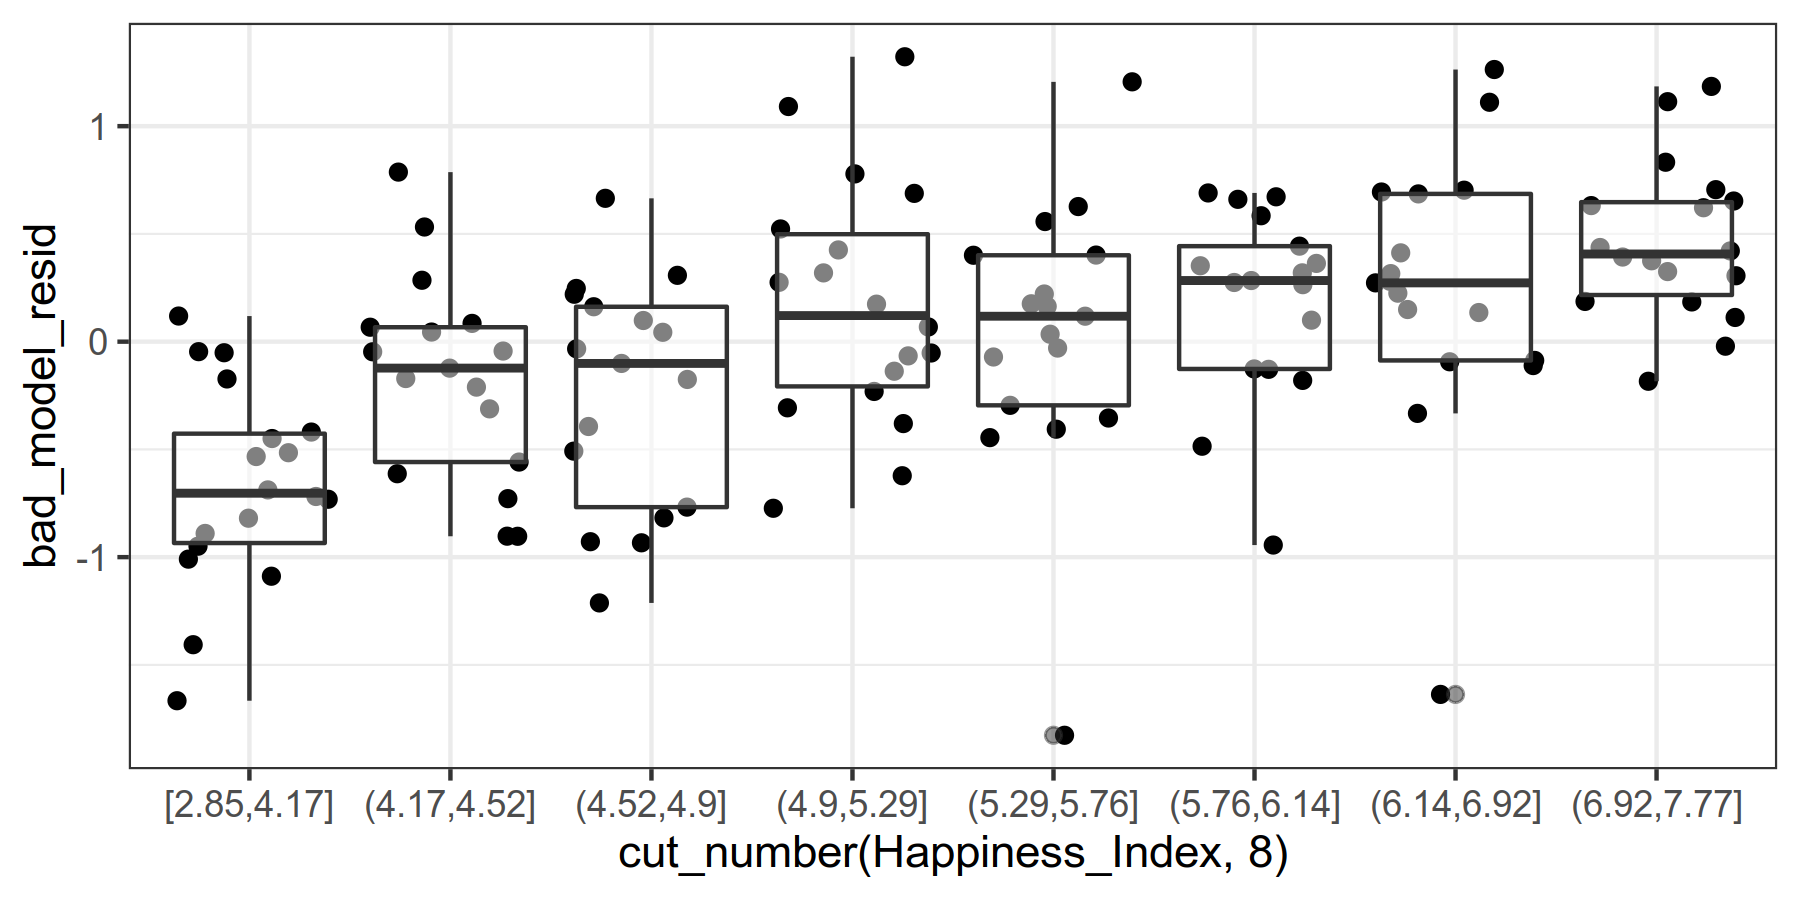 bad_model_resid
1
0
-1
[2.85,4.17] (4.17,4.52] (4.52,4.9] (4.9,5.29] (5.29,5.76] (5.76,6.14] (6.14,6.92] (6.92,7.77]
cut_number(Happiness_Index, 8)